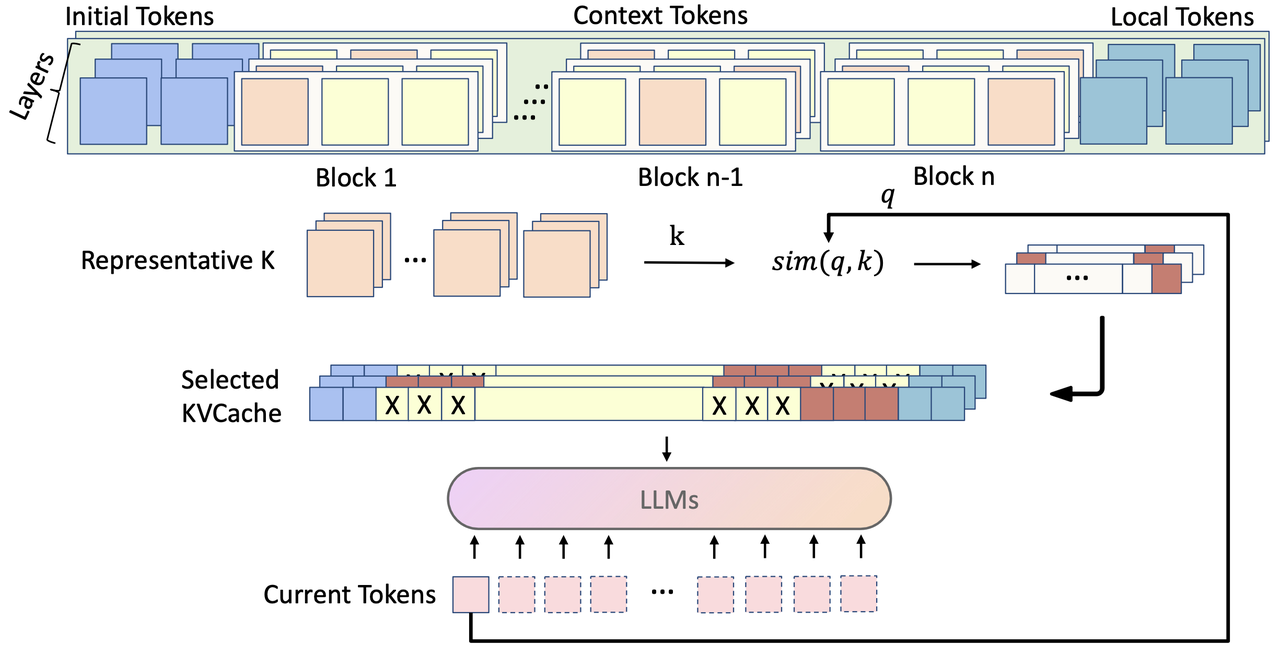 Initial Tokens
Context Tokens
Local Tokens
Layers
...
Block 1
Block n-1
Block n
q
Representative K
...
k
sim(q, k)
...
Selected
KVCache
X X X
X X X
LLMs
Current Tokens
...